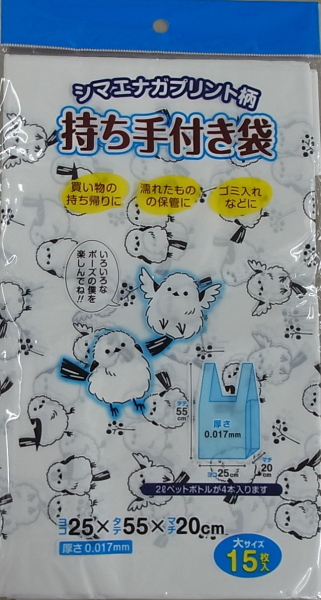 シマエナガプリント柄
持ち手付き袋
買い物の
持ち帰りに
濡れたもの
の保管に
ゴミ入れ
などに
いろいろな
ポーズの僕を
楽しんでね!!
タテ
55
cm
厚さ
0.017mm
ヨコ 25cm
マチ
20
cm
2ℓペットボトルが4本入ります
ヨコ25×タテ55×マチ20cm
厚さ0.017mm
大サイズ
15枚入